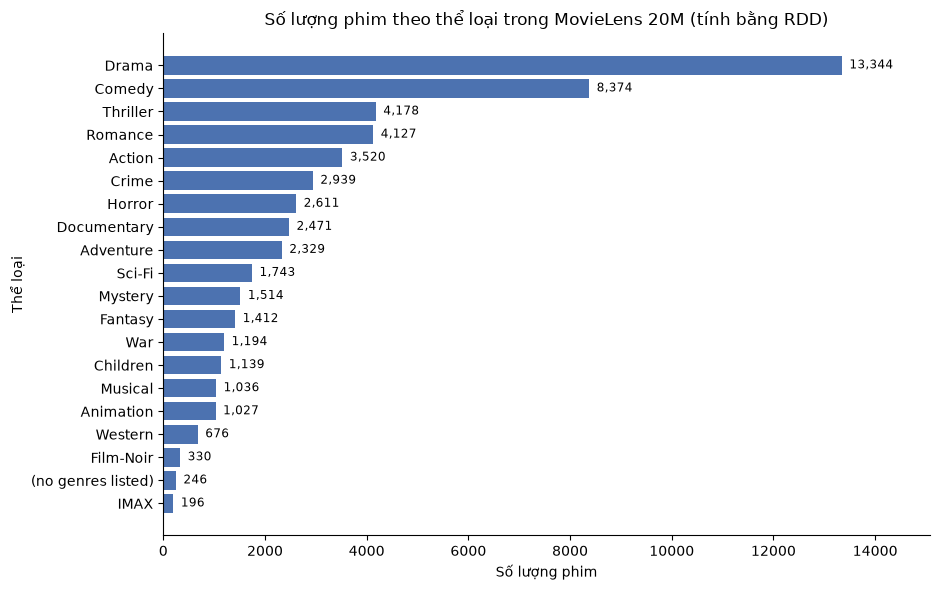 Số lượng phim theo thể loại trong MovieLens 20M (tính bằng RDD)
Thể loại
Drama 13,344
Comedy 8,374
Thriller 4,178
Romance 4,127
Action 3,520
Crime 2,939
Horror 2,611
Documentary 2,471
Adventure 2,329
Sci-Fi 1,743
Mystery 1,514
Fantasy 1,412
War 1,194
Children 1,139
Musical 1,036
Animation 1,027
Western 676
Film-Noir 330
(no genres listed) 246
IMAX 196
0 2000 4000 6000 8000 10000 12000 14000
Số lượng phim